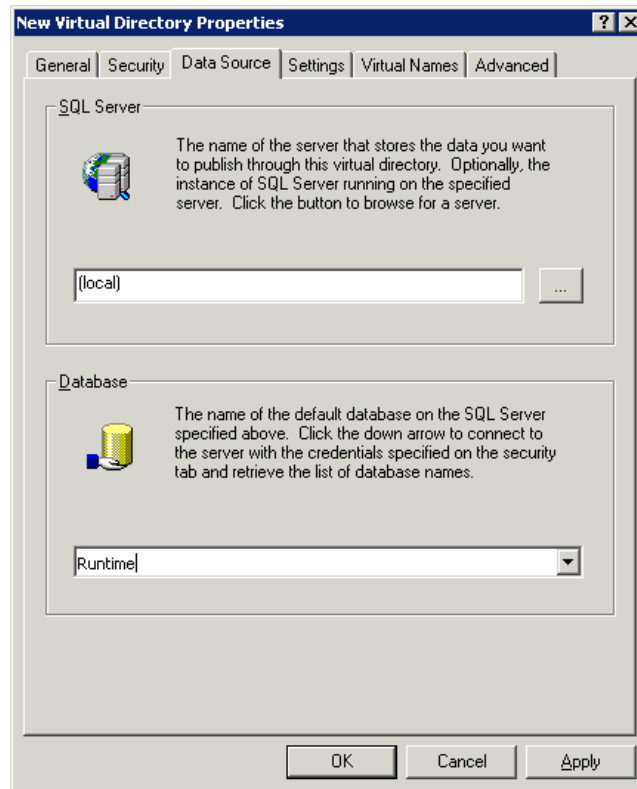 New Virtual Directory Properties
General Security Data Source Settings Virtual Names Advanced
SQL Server
The name of the server that stores the data you want
to publish through this virtual directory. Optionally, the
instance of SQL Server running on the specified
server. Click the button to browse for a server.
(local)
...
Database
The name of the default database on the SQL Server
specified above. Click the down arrow to connect to
the server with the credentials specified on the security
tab and retrieve the list of database names.
Runtime
OK Cancel Apply